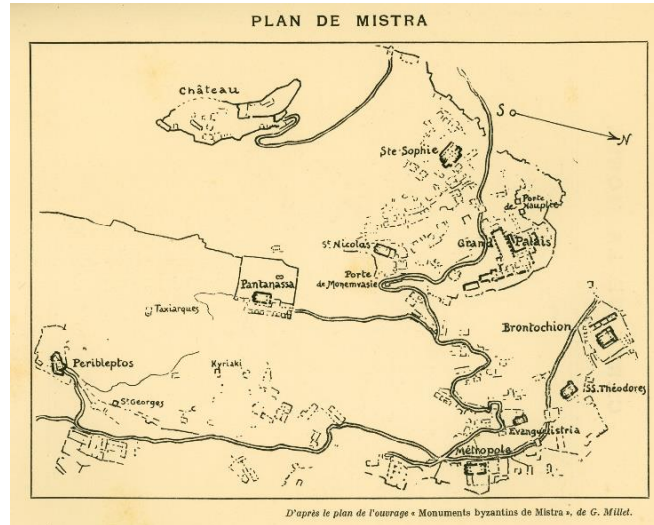 PLAN DE MISTRA
Château
S
N
Ste Sophie
Porte
de Nauplie
St Nicolas
Grand Palais
Porte
de Monemvasie
Pantanassa
Taxiarques
Brontochion
Peribleptos
Kyriaki
SS. Théodores
St Georges
Evanguelistria
Métropole
D'après le plan de l'ouvrage « Monuments byzantins de Mistra », de G. Millet.